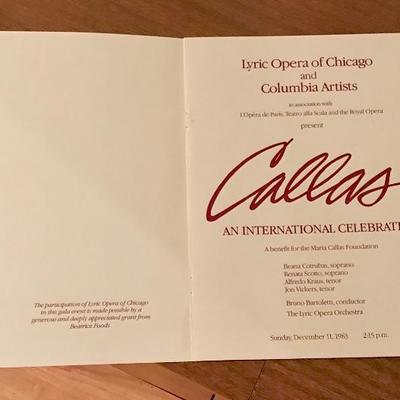 The participation of Lyric Opera of Chicago
in this gala event is made possible by a
generous and deeply appreciated grant from
Beatrice Foods
Lyric Opera of Chicago
and
Columbia Artists
in association with
L'Opéra de Paris, Teatro alla Scala and the Royal Opera
present
Callas
AN INTERNATIONAL CELEBRATI
A benefit for the Maria Callas Foundation
Ileana Cotrubas, soprano
Renata Scotto, soprano
Alfredo Kraus, tenor
Jon Vickers, tenor
Bruno Bartoletti, conductor
The Lyric Opera Orchestra
Sunday, December 11, 1983 2:15 p.m.